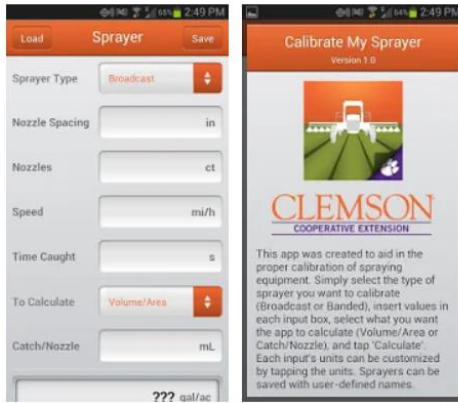 65% 2:49 PM
Load Sprayer Save
Sprayer Type Broadcast
Nozzle Spacing in
Nozzles ct
Speed mi/h
Time Caught s
To Calculate Volume/Area
Catch/Nozzle mL
??? gal/ac
64% 2:49 PM
Calibrate My Sprayer
Version 1.0
CLEMSON
COOPERATIVE EXTENSION
This app was created to aid in the
proper calibration of spraying
equipment. Simply select the type of
sprayer you want to calibrate
(Broadcast or Banded), insert values in
each input box, select what you want
the app to calculate (Volume/Area or
Catch/Nozzle), and tap 'Calculate'.
Each input's units can be customized
by tapping the units. Sprayers can be
saved with user-defined names.